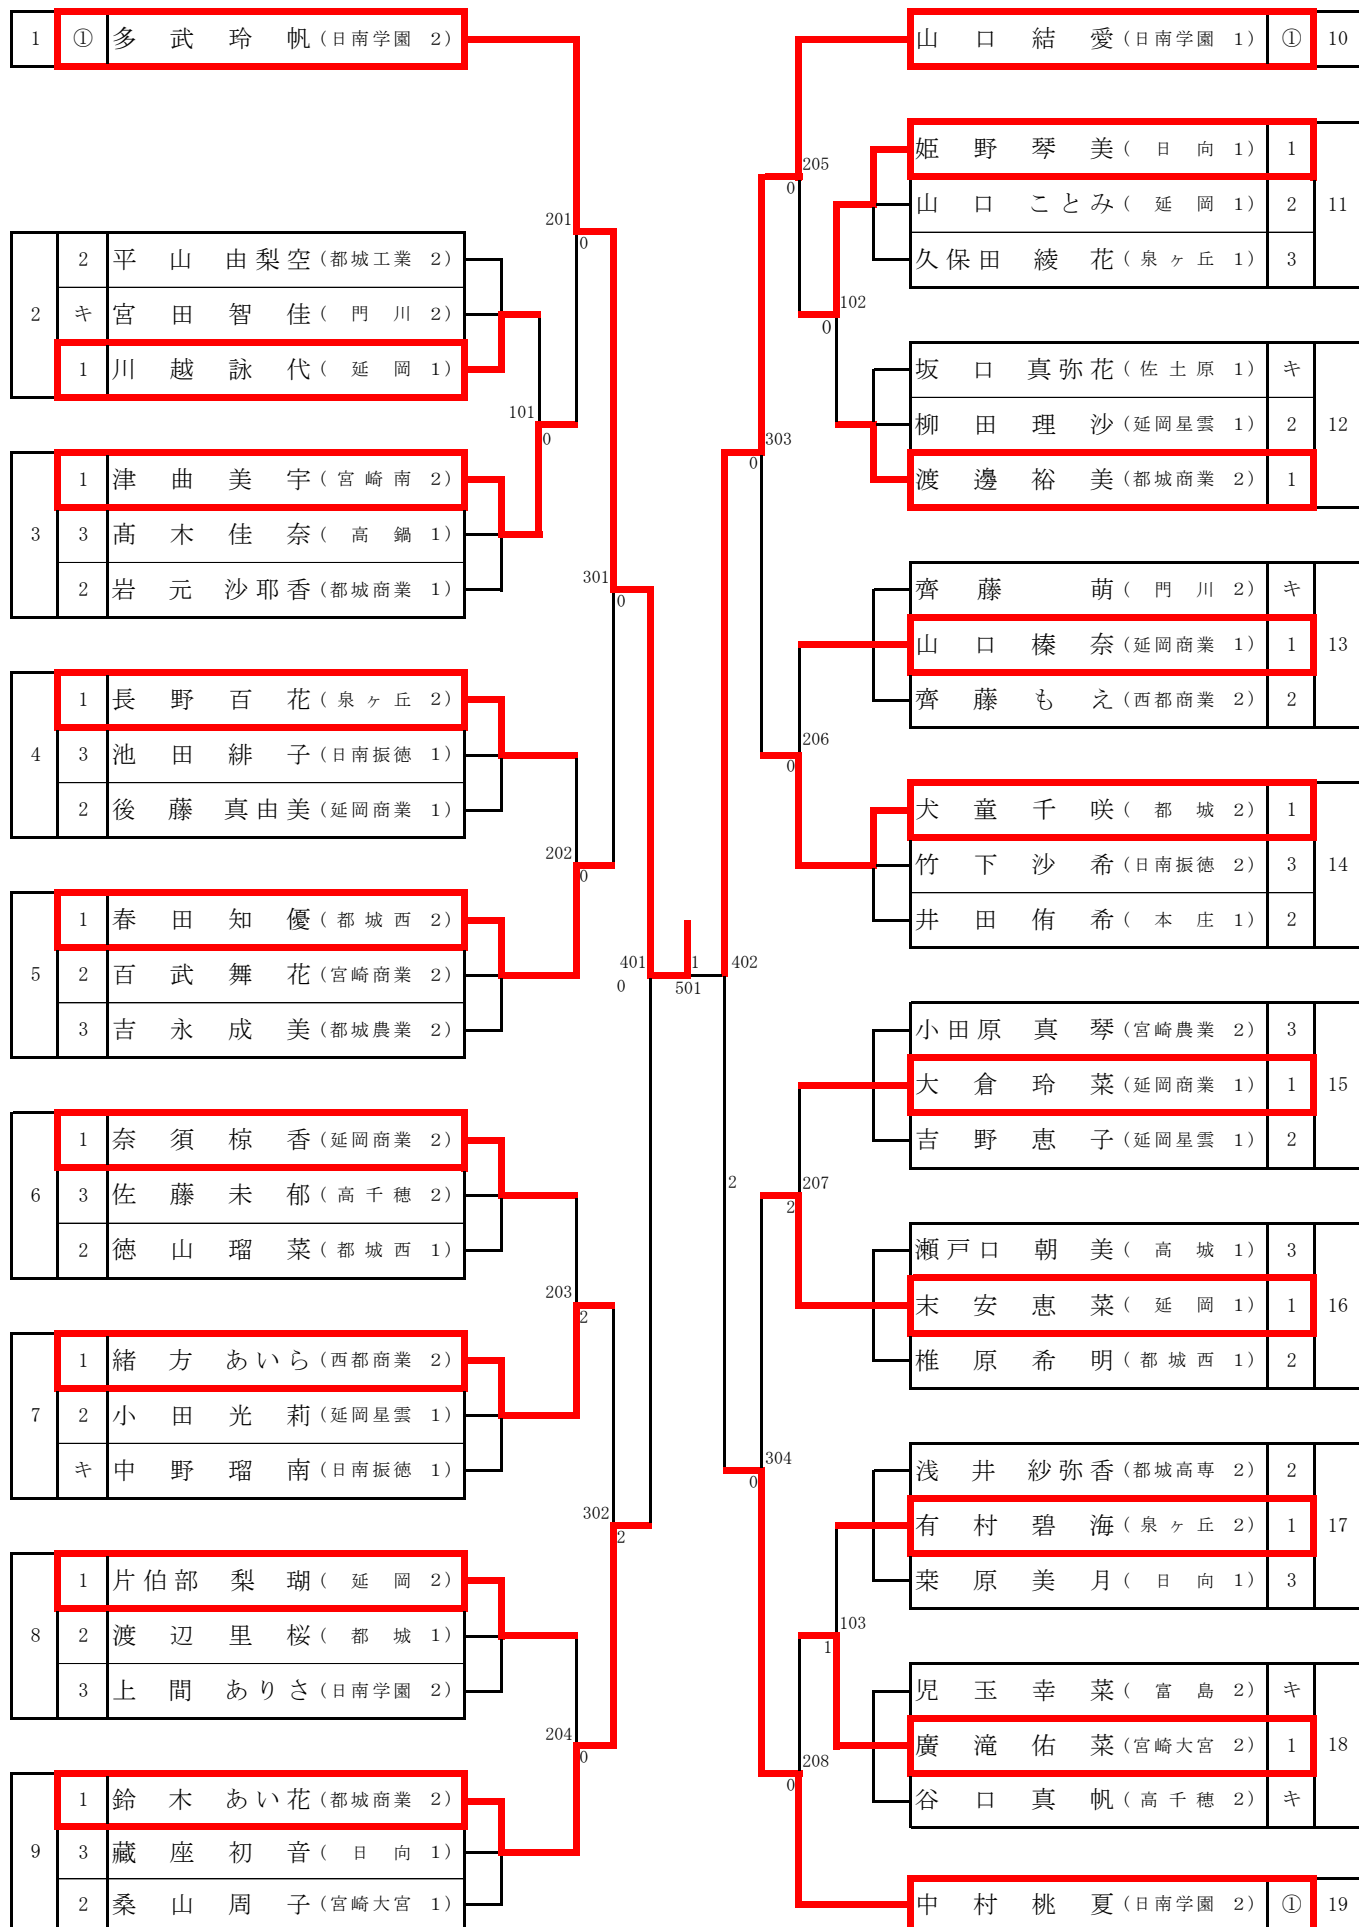 1 ① 多武玲帆(日南学園 2)
201
0
2 平山由梨空(都城工業 2)
2 キ 宮田智佳(門川 2)
1 川越詠代(延岡 1)
101
0
1 津曲美宇(宮崎南 2)
3 3 髙木佳奈(高鍋 1)
2 岩元沙耶香(都城商業 1)
301
0
1 長野百花(泉ヶ丘 2)
4 3 池田緋子(日南振徳 1)
2 後藤真由美(延岡商業 1)
202
0
1 春田知優(都城西 2)
5 2 百武舞花(宮崎商業 2)
3 吉永成美(都城農業 2)
401
0
1
501
402
2
1 奈須椋香(延岡商業 2)
6 3 佐藤未郁(高千穂 2)
2 徳山瑠菜(都城西 1)
203
2
1 緒方あいら(西都商業 2)
7 2 小田光莉(延岡星雲 1)
キ 中野瑠南(日南振徳 1)
302
2
1 片伯部梨瑚(延岡 2)
8 2 渡辺里桜(都城 1)
3 上間ありさ(日南学園 2)
204
0
1 鈴木あい花(都城商業 2)
9 3 藏座初音(日向 1)
2 桑山周子(宮崎大宮 1)
山口結愛(日南学園 1) ① 10
205
0
姫野琴美(日向 1) 1
山口ことみ(延岡 1) 2 11
久保田綾花(泉ヶ丘 1) 3
102
0
坂口真弥花(佐土原 1) キ
柳田理沙(延岡星雲 1) 2 12
渡邊裕美(都城商業 2) 1
303
0
齊藤萌(門川 2) キ
山口榛奈(延岡商業 1) 1 13
齊藤もえ(西都商業 2) 2
206
0
犬童千咲(都城 2) 1
竹下沙希(日南振徳 2) 3 14
井田侑希(本庄 1) 2
小田原真琴(宮崎農業 2) 3
大倉玲菜(延岡商業 1) 1 15
吉野恵子(延岡星雲 1) 2
207
2
瀬戸口朝美(高城 1) 3
末安恵菜(延岡 1) 1 16
椎原希明(都城西 1) 2
304
0
浅井紗弥香(都城高専 2) 2
有村碧海(泉ヶ丘 2) 1 17
桒原美月(日向 1) 3
103
1
児玉幸菜(富島 2) キ
廣滝佑菜(宮崎大宮 2) 1 18
谷口真帆(高千穂 2) キ
208
0
中村桃夏(日南学園 2) ① 19